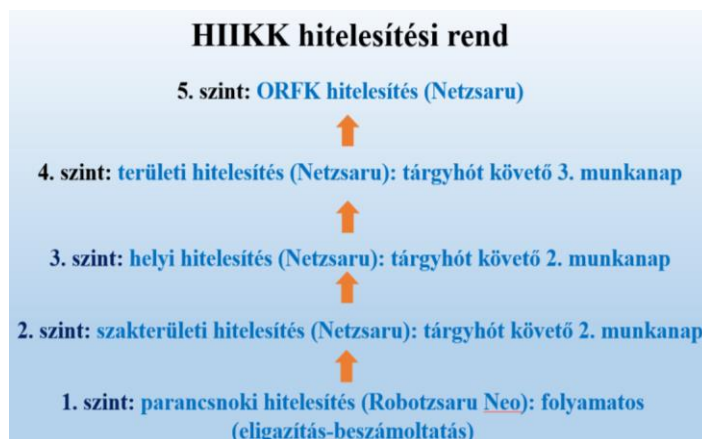 HIIKK hitelesítési rend
5. szint: ORFK hitelesítés (Netzsaru)
4. szint: területi hitelesítés (Netzsaru): tárgyhót követő 3. munkanap
3. szint: helyi hitelesítés (Netzsaru): tárgyhót követő 2. munkanap
2. szint: szakterületi hitelesítés (Netzsaru): tárgyhót követő 2. munkanap
1. szint: parancsnoki hitelesítés (Robotzsaru Neo): folyamatos
(eligazítás-beszámoltatás)